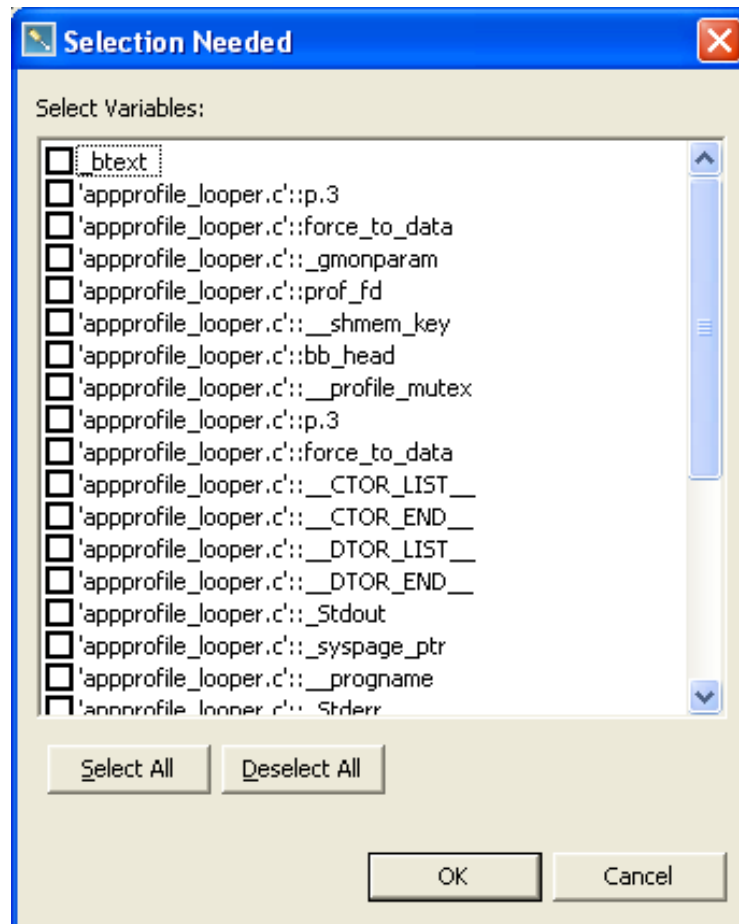 Selection Needed
Select Variables:
_btext
'appprofile_looper.c'::p.3
'appprofile_looper.c'::force_to_data
'appprofile_looper.c'::_gmonparam
'appprofile_looper.c'::prof_fd
'appprofile_looper.c'::__shmem_key
'appprofile_looper.c'::bb_head
'appprofile_looper.c'::__profile_mutex
'appprofile_looper.c'::p.3
'appprofile_looper.c'::force_to_data
'appprofile_looper.c'::__CTOR_LIST__
'appprofile_looper.c'::__CTOR_END__
'appprofile_looper.c'::__DTOR_LIST__
'appprofile_looper.c'::__DTOR_END__
'appprofile_looper.c'::_Stdout
'appprofile_looper.c'::_syspage_ptr
'appprofile_looper.c'::__progname
'appprofile_looper.c'::_Stderr
Select All Deselect All
OK Cancel